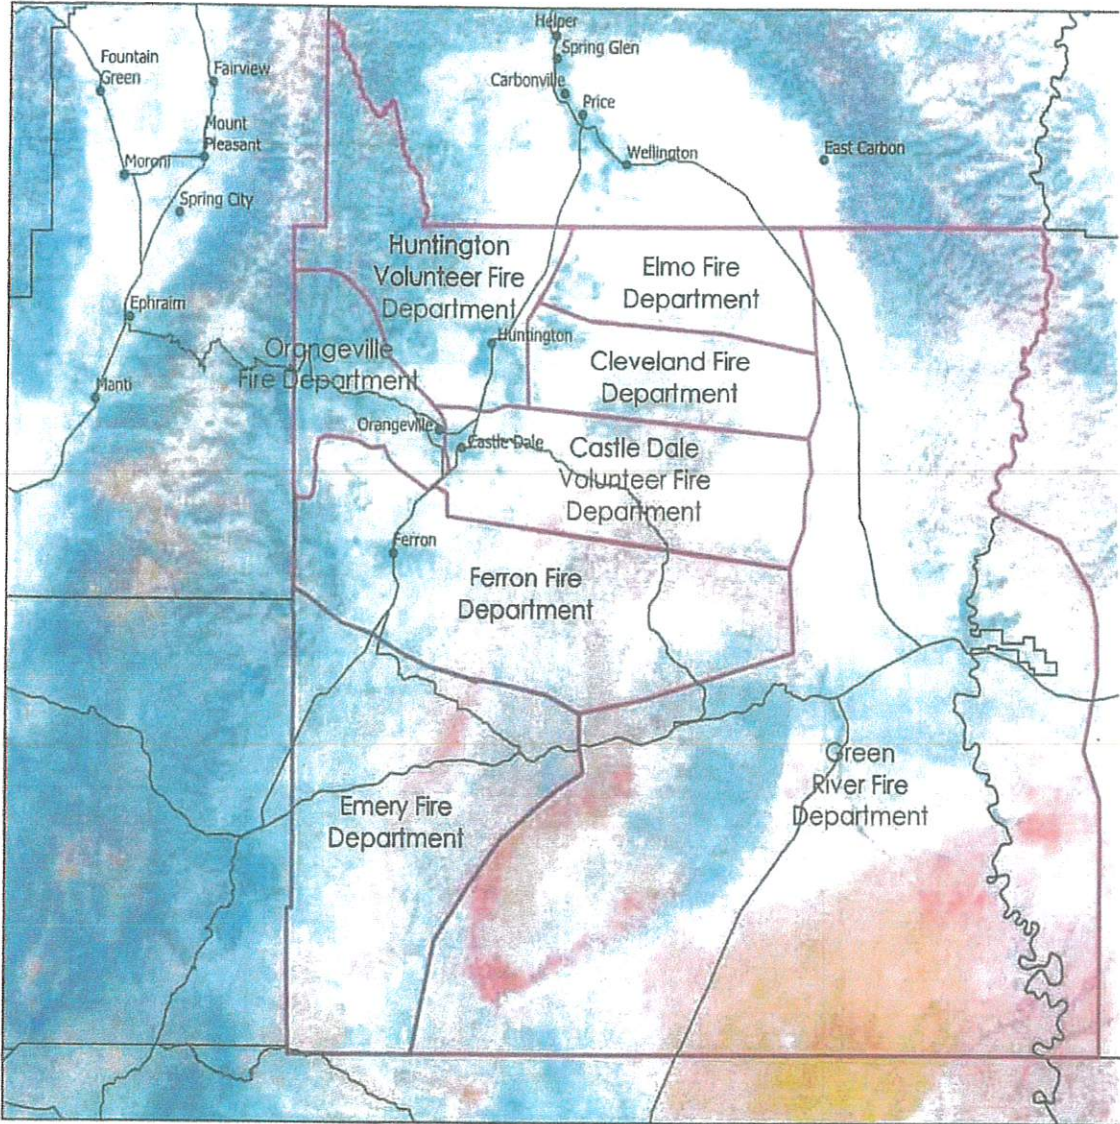 Helper
Spring Glen
Fountain
Green
Fairview
Carbonville
Price
Mount
Pleasant
Moroni
Wellington
East Carbon
Spring City
Huntington
Volunteer Fire
Department
Elmo Fire
Department
Ephraim
Huntington
Orangeville
Fire Department
Cleveland Fire
Department
Manti
Orangeville
Castle Dale
Castle Dale
Volunteer Fire
Department
Ferron
Ferron Fire
Department
Green
River Fire
Department
Emery Fire
Department